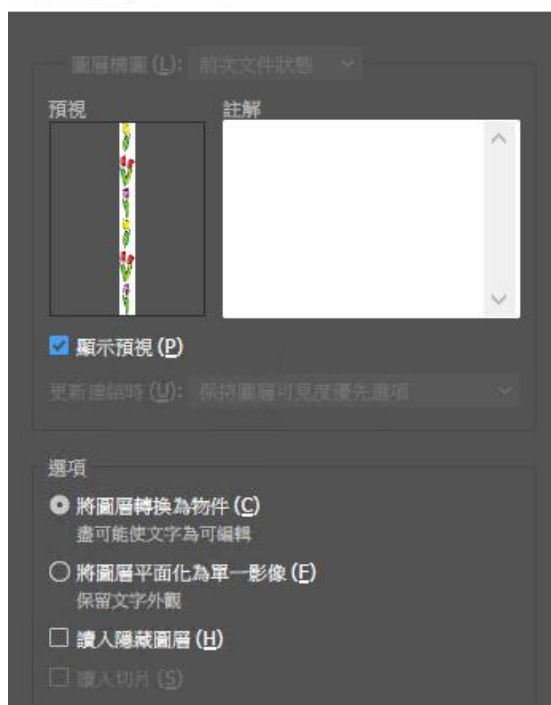 圖層構圖(L): 前次文件狀態
預視
註解
顯示預視(P)
更新連結時(U): 保持圖層可見度優先選項
選項
將圖層轉換為物件(C)
盡可能使文字為可編輯
將圖層平面化為單一影像(F)
保留文字外觀
讀入隱藏圖層(H)
讀入切片(S)